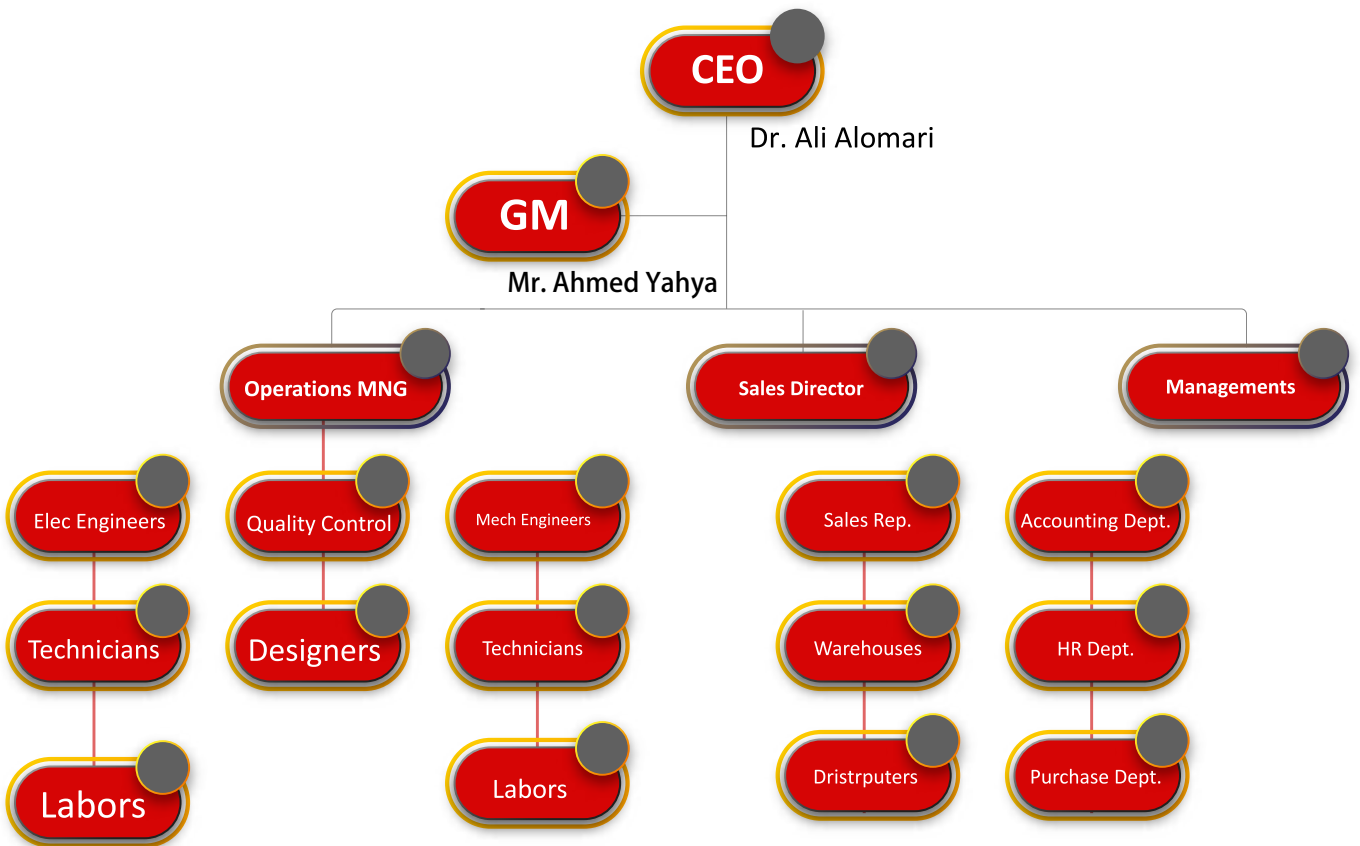 CEO
Dr. Ali Alomari
GM
Mr. Ahmed Yahya
Operations MNG
Sales Director
Managements
Elec Engineers
Quality Control
Mech Engineers
Sales Rep.
Accounting Dept.
Technicians
Designers
Technicians
Warehouses
HR Dept.
Labors
Labors
Dristrputers
Purchase Dept.